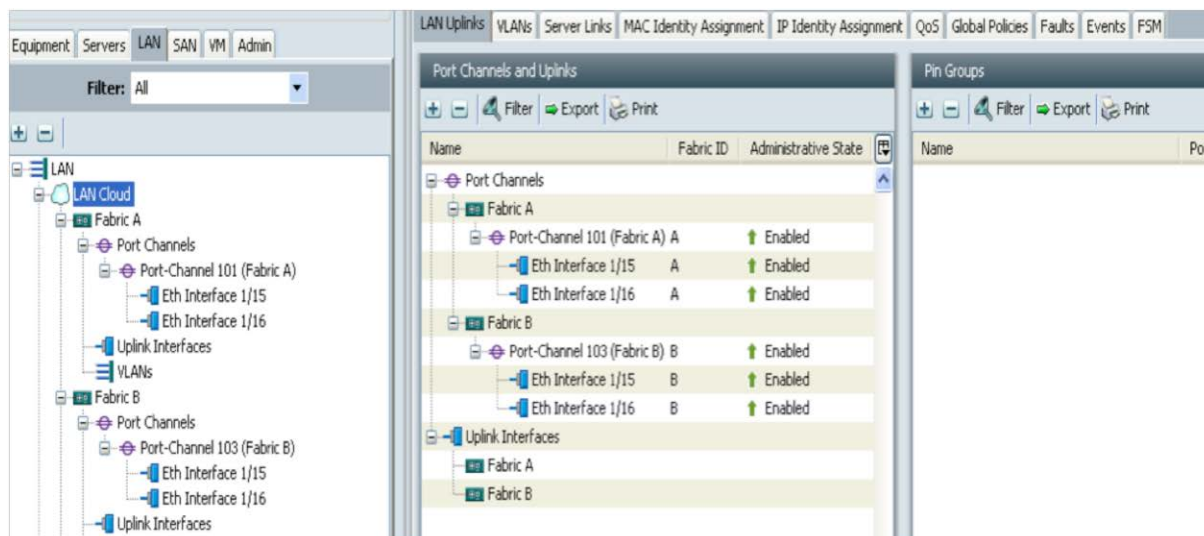 Equipment Servers LAN SAN VM Admin
Filter: All
LAN
LAN Cloud
Fabric A
Port Channels
Port-Channel 101 (Fabric A)
Eth Interface 1/15
Eth Interface 1/16
Uplink Interfaces
VLANs
Fabric B
Port Channels
Port-Channel 103 (Fabric B)
Eth Interface 1/15
Eth Interface 1/16
Uplink Interfaces
LAN Uplinks VLANs Server Links MAC Identity Assignment IP Identity Assignment QoS Global Policies Faults Events FSM
Port Channels and Uplinks
Filter Export Print
Name Fabric ID Administrative State
Port Channels
Fabric A
Port-Channel 101 (Fabric A) A Enabled
Eth Interface 1/15 A Enabled
Eth Interface 1/16 A Enabled
Fabric B
Port-Channel 103 (Fabric B) B Enabled
Eth Interface 1/15 B Enabled
Eth Interface 1/16 B Enabled
Uplink Interfaces
Fabric A
Fabric B
Pin Groups
Filter Export Print
Name Po